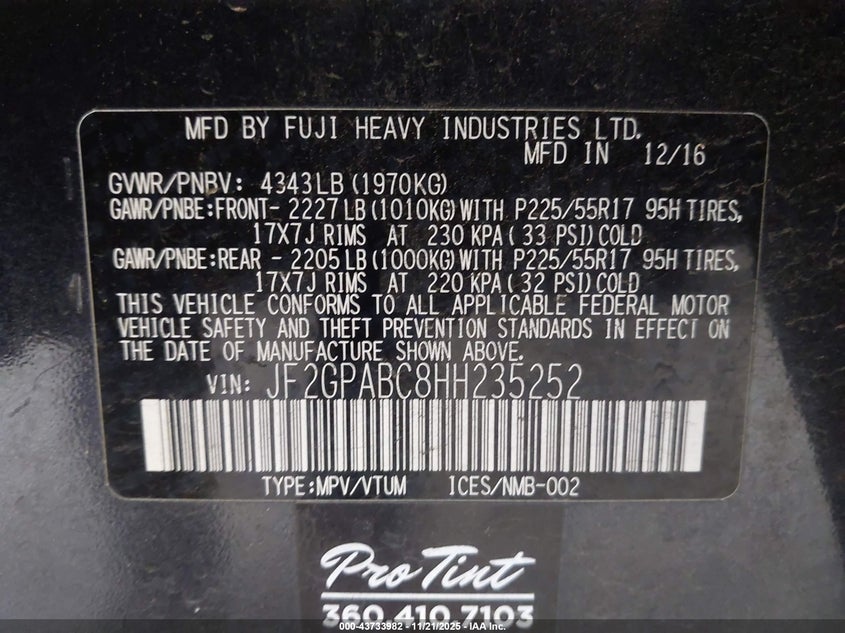 MFD BY FUJI HEAVY INDUSTRIES LTD.
MFD IN 12/16
GVWR/PNBV: 4343LB (1970KG)
GAWR/PNBE:FRONT- 2227LB (1010KG) WITH P225/55R17 95H TIRES,
17X7J RIMS AT 230 KPA ( 33 PSI) COLD
GAWR/PNBE:REAR - 2205LB (1000KG) WITH P225/55R17 95H TIRES,
17X7J RIMS AT 220 KPA ( 32 PSI) COLD
THIS VEHICLE CONFORMS TO ALL APPLICABLE FEDERAL MOTOR
VEHICLE SAFETY AND THEFT PREVENTION STANDARDS IN EFFECT ON
THE DATE OF MANUFACTURE SHOWN ABOVE.
VIN: JF2GPABC8HH235252
TYPE:MPV/VTUM ICES/NMB-002
Pro Tint
360.410.7103
000-43733982 - 11/21/2025 - IAA Inc.